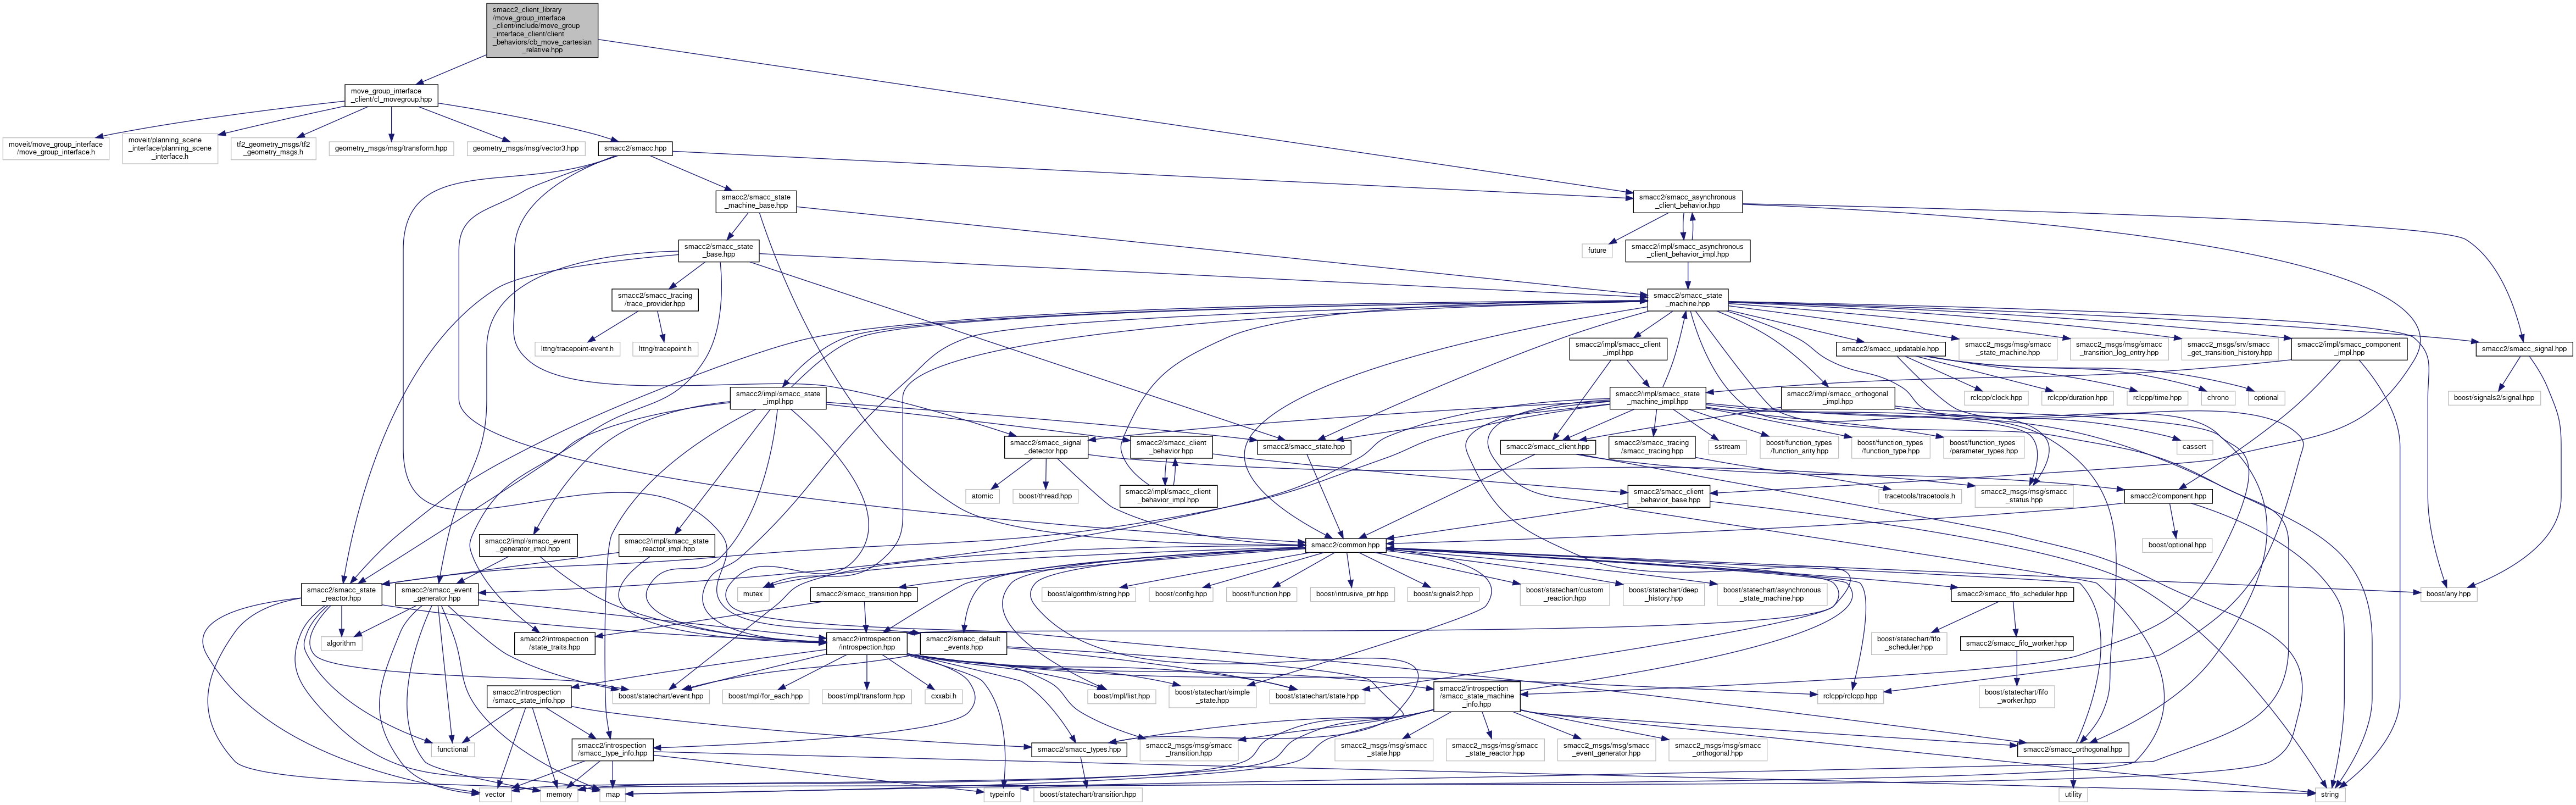 smacc2_client_library
/move_group_interface
_client/include/move_group
_interface_client/client
_behaviors/cb_move_cartesian
_relative.hpp
move_group_interface
_client/cl_movegroup.hpp
moveit/move_group_interface
/move_group_interface.h
moveit/planning_scene
_interface/planning_scene
_interface.h
tf2_geometry_msgs/tf2
_geometry_msgs.h
geometry_msgs/msg/transform.hpp
geometry_msgs/msg/vector3.hpp
smacc2/smacc.hpp
smacc2/smacc_state
_machine_base.hpp
smacc2/smacc_asynchronous
_client_behavior.hpp
smacc2/smacc_state
_base.hpp
future
smacc2/impl/smacc_asynchronous
_client_behavior_impl.hpp
smacc2/smacc_tracing
/trace_provider.hpp
smacc2/smacc_state
_machine.hpp
lttng/tracepoint-event.h
lttng/tracepoint.h
smacc2/impl/smacc_client
_impl.hpp
smacc2/smacc_updatable.hpp
smacc2_msgs/msg/smacc
_state_machine.hpp
smacc2_msgs/msg/smacc
_transition_log_entry.hpp
smacc2_msgs/srv/smacc
_get_transition_history.hpp
smacc2/impl/smacc_component
_impl.hpp
smacc2/smacc_signal.hpp
smacc2/impl/smacc_state
_impl.hpp
smacc2/impl/smacc_state
_machine_impl.hpp
smacc2/impl/smacc_orthogonal
_impl.hpp
rclcpp/clock.hpp
rclcpp/duration.hpp
rclcpp/time.hpp
chrono
optional
boost/signals2/signal.hpp
smacc2/smacc_signal
_detector.hpp
smacc2/smacc_client
_behavior.hpp
smacc2/smacc_state.hpp
smacc2/smacc_client.hpp
smacc2/smacc_tracing
/smacc_tracing.hpp
sstream
boost/function_types
/function_arity.hpp
boost/function_types
/function_type.hpp
boost/function_types
/parameter_types.hpp
cassert
atomic
boost/thread.hpp
smacc2/impl/smacc_client
_behavior_impl.hpp
smacc2/smacc_client
_behavior_base.hpp
tracetools/tracetools.h
smacc2_msgs/msg/smacc
_status.hpp
smacc2/component.hpp
smacc2/impl/smacc_event
_generator_impl.hpp
smacc2/impl/smacc_state
_reactor_impl.hpp
smacc2/common.hpp
boost/optional.hpp
smacc2/smacc_state
_reactor.hpp
smacc2/smacc_event
_generator.hpp
mutex
smacc2/smacc_transition.hpp
boost/algorithm/string.hpp
boost/config.hpp
boost/function.hpp
boost/intrusive_ptr.hpp
boost/signals2.hpp
boost/statechart/custom
_reaction.hpp
boost/statechart/deep
_history.hpp
boost/statechart/asynchronous
_state_machine.hpp
smacc2/smacc_fifo_scheduler.hpp
boost/any.hpp
algorithm
smacc2/introspection
/state_traits.hpp
smacc2/introspection
/introspection.hpp
smacc2/smacc_default
_events.hpp
boost/statechart/fifo
_scheduler.hpp
smacc2/smacc_fifo_worker.hpp
smacc2/introspection
/smacc_state_info.hpp
boost/statechart/event.hpp
boost/mpl/for_each.hpp
boost/mpl/transform.hpp
cxxabi.h
boost/mpl/list.hpp
boost/statechart/simple
_state.hpp
boost/statechart/state.hpp
smacc2/introspection
/smacc_state_machine
_info.hpp
rclcpp/rclcpp.hpp
boost/statechart/fifo
_worker.hpp
functional
smacc2/introspection
/smacc_type_info.hpp
smacc2/smacc_types.hpp
smacc2_msgs/msg/smacc
_transition.hpp
smacc2_msgs/msg/smacc
_state.hpp
smacc2_msgs/msg/smacc
_state_reactor.hpp
smacc2_msgs/msg/smacc
_event_generator.hpp
smacc2_msgs/msg/smacc
_orthogonal.hpp
smacc2/smacc_orthogonal.hpp
vector
memory
map
typeinfo
boost/statechart/transition.hpp
utility
string